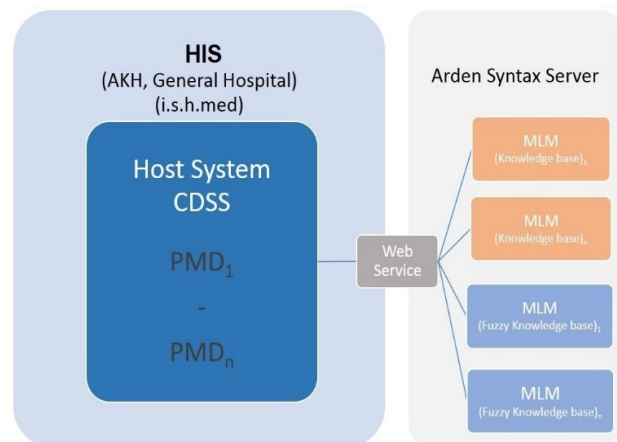 HIS
(AKH, General Hospital)
(i.s.h.med)
Host System
CDSS
PMD₁
-
PMDₙ
Web
Service
Arden Syntax Server
MLM
(Knowledge base)₁
MLM
(Knowledge base)ₙ
MLM
(Fuzzy Knowledge base)₁
MLM
(Fuzzy Knowledge base)ₙ